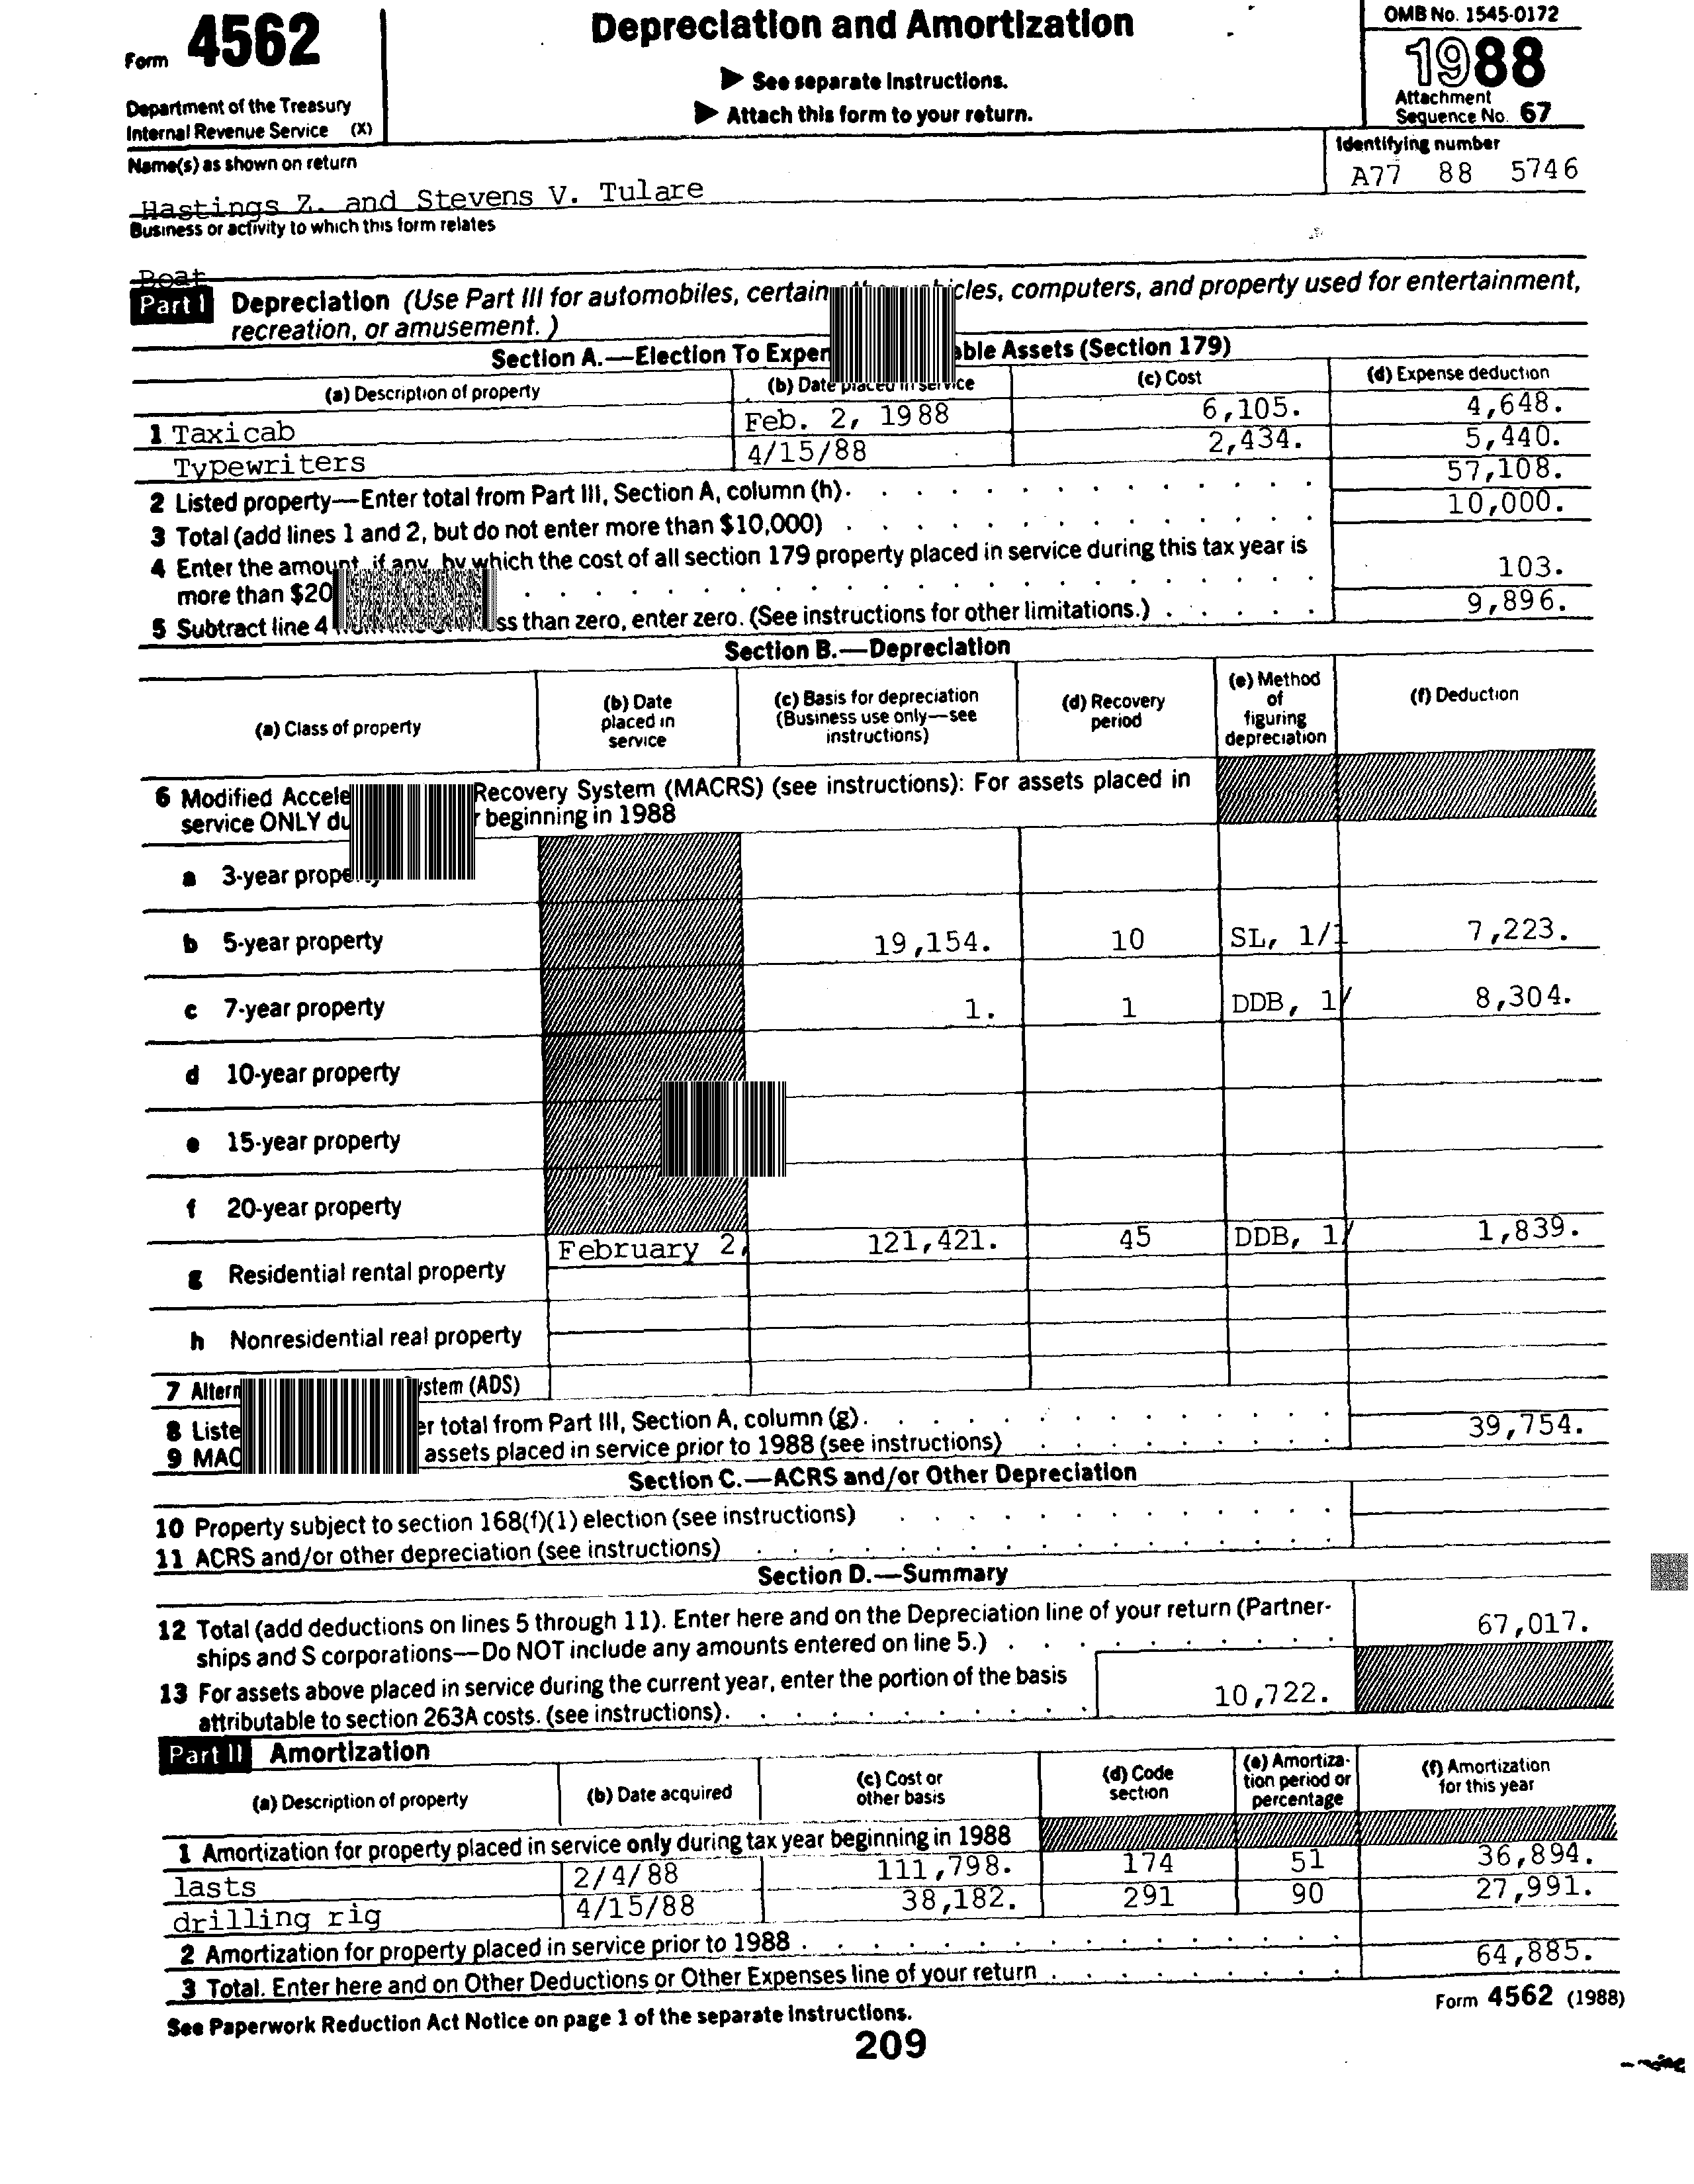 Form 4562
Department of the Treasury
Internal Revenue Service (X)
Depreciation and Amortization
▶ See separate Instructions.
▶ Attach this form to your return.
OMB No. 1545-0172
1988
Attachment
Sequence No. 67
Name(s) as shown on return
Hastings Z. and Stevens V. Tulare
Identifying number
A77 88 5746
Business or activity to which this form relates
Boat
Part I Depreciation (Use Part III for automobiles, certain cles, computers, and property used for entertainment,
recreation, or amusement.)
Section A.—Election To Expen able Assets (Section 179)
(a) Description of property (b) Date placed in service (c) Cost (d) Expense deduction
1 Taxicab Feb. 2, 1988 6,105. 4,648.
Typewriters 4/15/88 2,434. 5,440.
2 Listed property—Enter total from Part III, Section A, column (h). 57,108.
3 Total (add lines 1 and 2, but do not enter more than $10,000) 10,000.
4 Enter the amount, if any, by which the cost of all section 179 property placed in service during this tax year is
more than $20 103.
5 Subtract line 4 ss than zero, enter zero. (See instructions for other limitations.) 9,896.
Section B.—Depreciation
(a) Class of property (b) Date placed in service (c) Basis for depreciation (Business use only—see instructions) (d) Recovery period (e) Method of figuring depreciation (f) Deduction
6 Modified Accele Recovery System (MACRS) (see instructions): For assets placed in
service ONLY du beginning in 1988
a 3-year prope
b 5-year property 19,154. 10 SL, 1/1 7,223.
c 7-year property 1. 1 DDB, 1/ 8,304.
d 10-year property
e 15-year property
f 20-year property
g Residential rental property February 2, 121,421. 45 DDB, 1/ 1,839.
h Nonresidential real property
7 Altern ystem (ADS)
8 Liste er total from Part III, Section A, column (g). 39,754.
9 MAC assets placed in service prior to 1988 (see instructions)
Section C.—ACRS and/or Other Depreciation
10 Property subject to section 168(f)(1) election (see instructions)
11 ACRS and/or other depreciation (see instructions)
Section D.—Summary
12 Total (add deductions on lines 5 through 11). Enter here and on the Depreciation line of your return (Partner-
ships and S corporations—Do NOT include any amounts entered on line 5.) 67,017.
13 For assets above placed in service during the current year, enter the portion of the basis
attributable to section 263A costs. (see instructions). 10,722.
Part II Amortization
(a) Description of property (b) Date acquired (c) Cost or other basis (d) Code section (e) Amortiza-tion period or percentage (f) Amortization for this year
1 Amortization for property placed in service only during tax year beginning in 1988
lasts 2/4/88 111,798. 174 51 36,894.
drilling rig 4/15/88 38,182. 291 90 27,991.
2 Amortization for property placed in service prior to 1988
3 Total. Enter here and on Other Deductions or Other Expenses line of your return 64,885.
See Paperwork Reduction Act Notice on page 1 of the separate Instructions.
Form 4562 (1988)
209